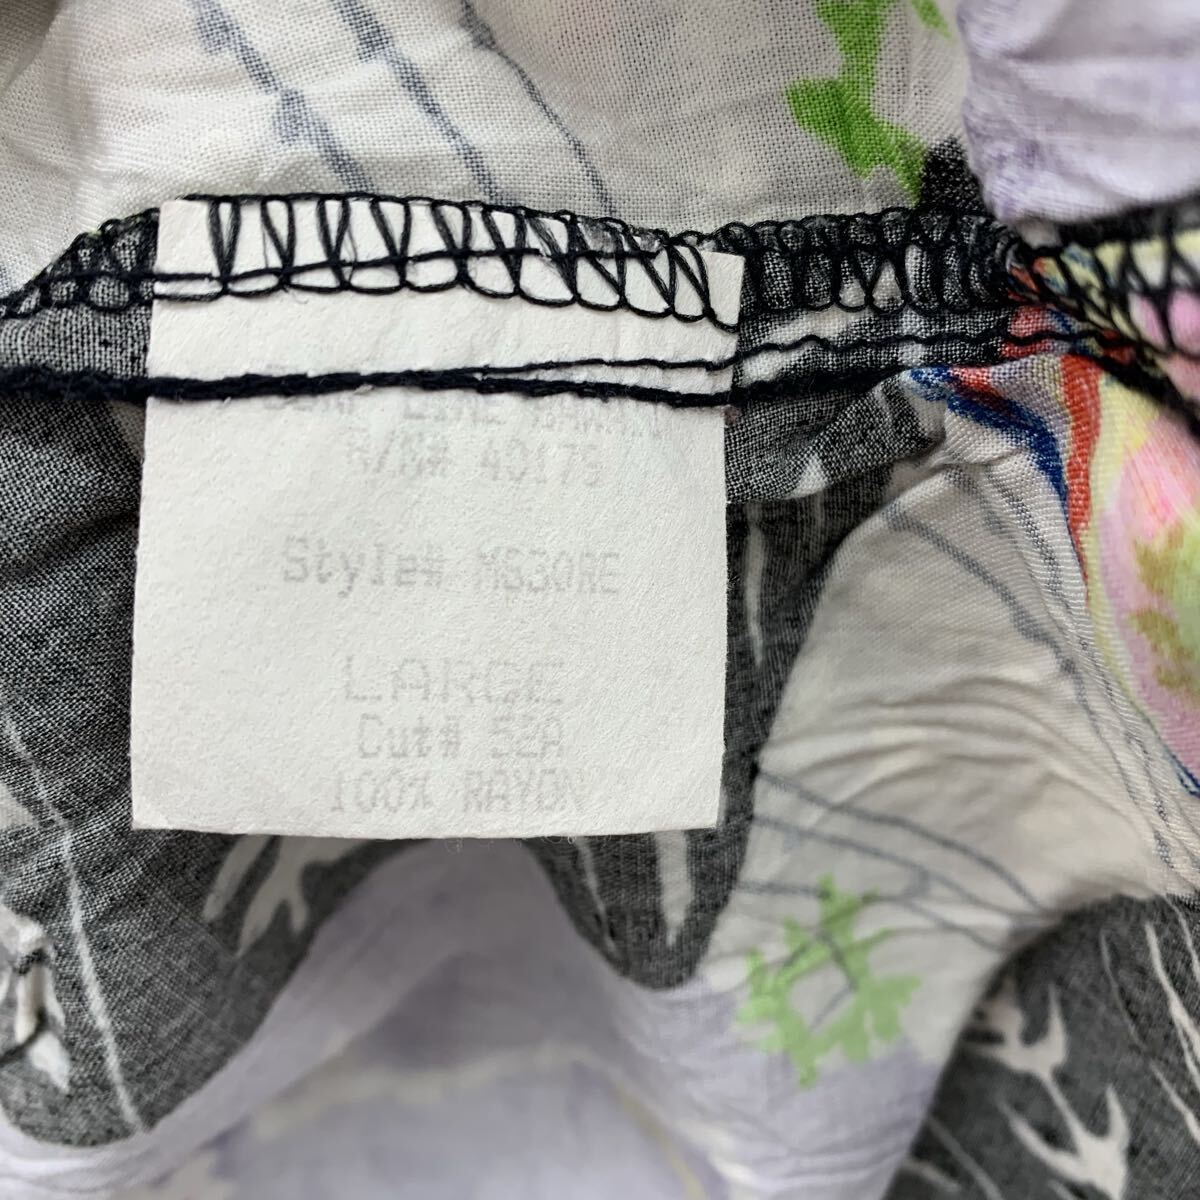 R/N# 40175
Style# MS30RE
LARGE
Cut# 52A
100% RAYON